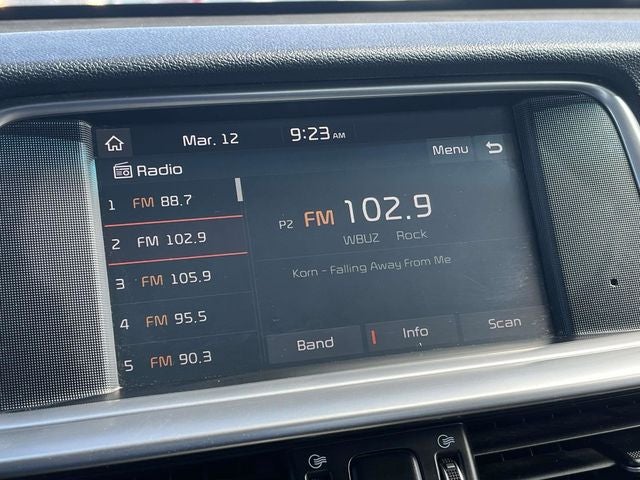 Mar. 12 9:23 AM
Radio Menu
1 FM 88.7
2 FM 102.9
3 FM 105.9
4 FM 95.5
5 FM 90.3
P2 FM 102.9
WBUZ Rock
Korn - Falling Away From Me
Band Info Scan